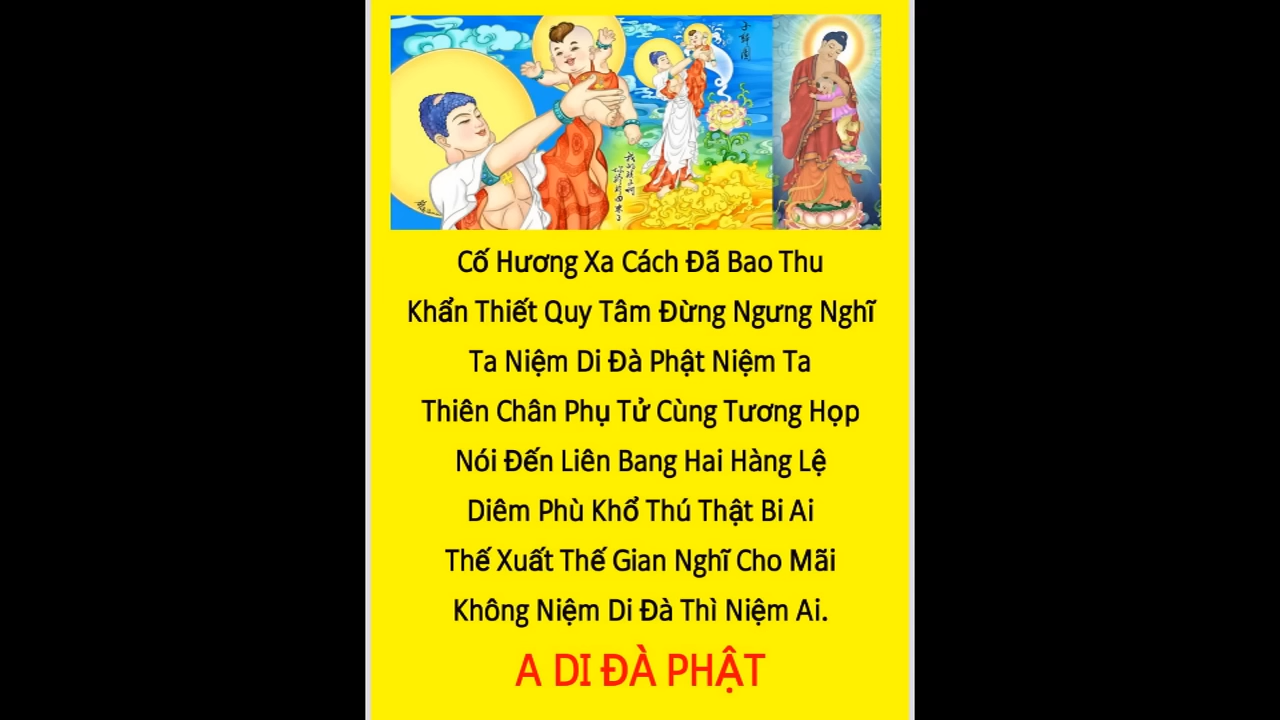 子歸圖
Cố Hương Xa Cách Đã Bao Thu
Khẩn Thiết Quy Tâm Đừng Ngưng Nghĩ
Ta Niệm Di Đà Phật Niệm Ta
Thiên Chân Phụ Tử Cùng Tương Họp
Nói Đến Liên Bang Hai Hàng Lệ
Diêm Phù Khổ Thú Thật Bi Ai
Thế Xuất Thế Gian Nghĩ Cho Mãi
Không Niệm Di Đà Thì Niệm Ai.
A DI ĐÀ PHẬT